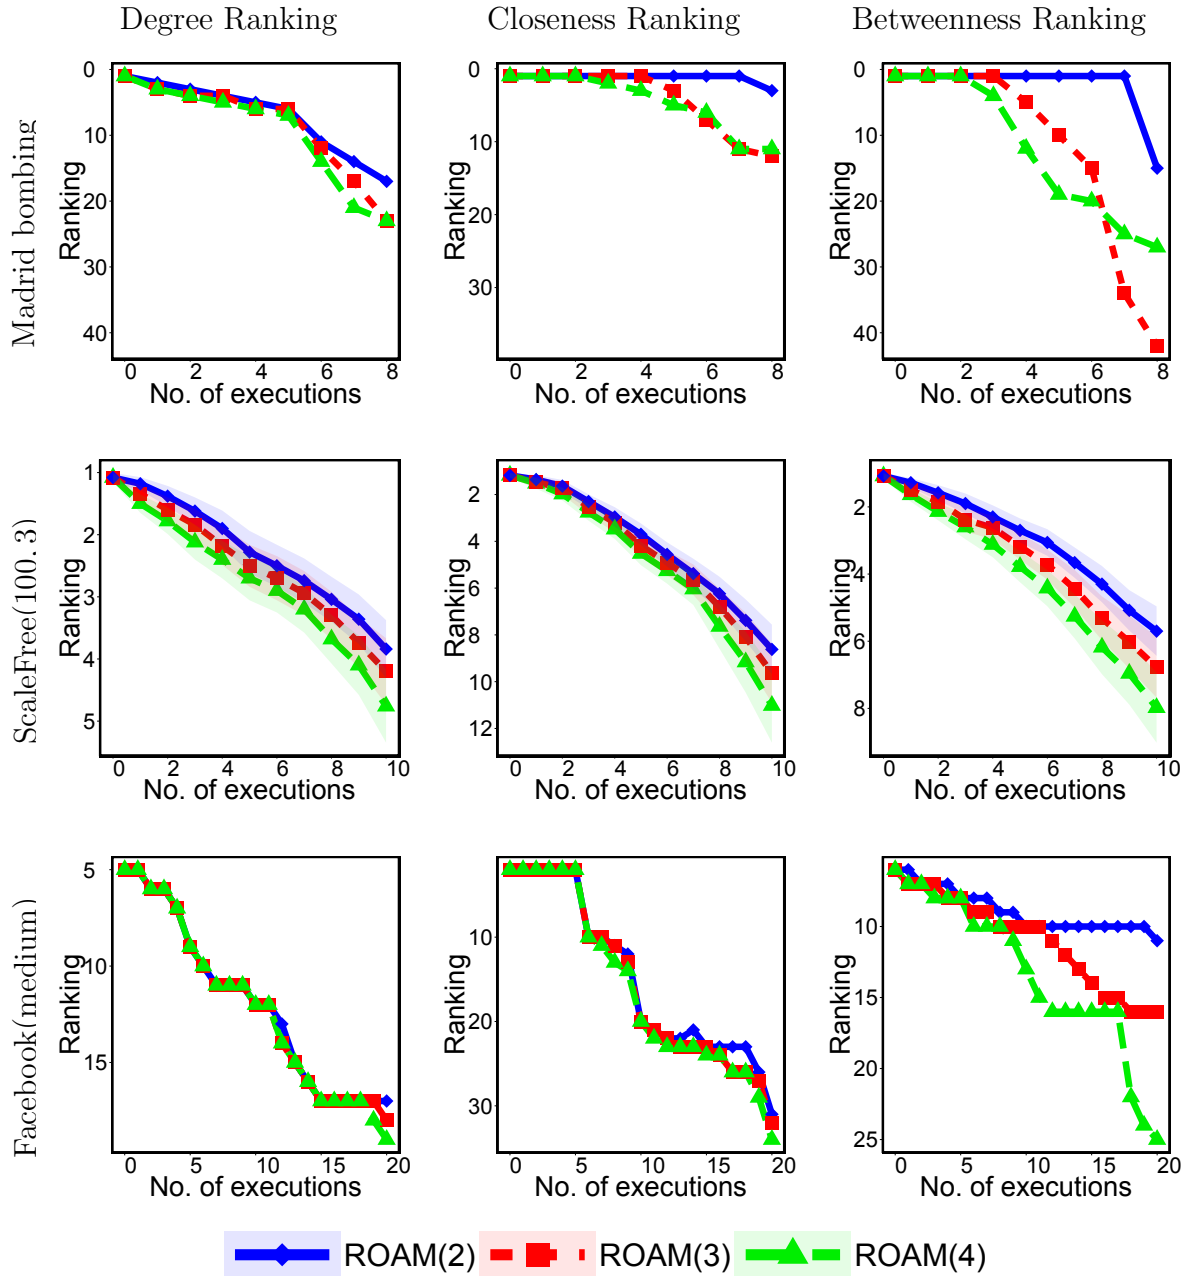 Degree Ranking
Closeness Ranking
Betweenness Ranking
Madrid bombing
Ranking
0
10
20
30
40
0 2 4 6 8
No. of executions
Ranking
0
10
20
30
0 2 4 6 8
No. of executions
Ranking
0
10
20
30
40
0 2 4 6 8
No. of executions
ScaleFree(100, 3)
Ranking
1
2
3
4
5
0 2 4 6 8 10
No. of executions
Ranking
2
4
6
8
10
12
0 2 4 6 8 10
No. of executions
Ranking
2
4
6
8
0 2 4 6 8 10
No. of executions
Facebook(medium)
Ranking
5
10
15
0 5 10 15 20
No. of executions
Ranking
10
20
30
0 5 10 15 20
No. of executions
Ranking
10
15
20
25
0 5 10 15 20
No. of executions
ROAM(2) ROAM(3) ROAM(4)